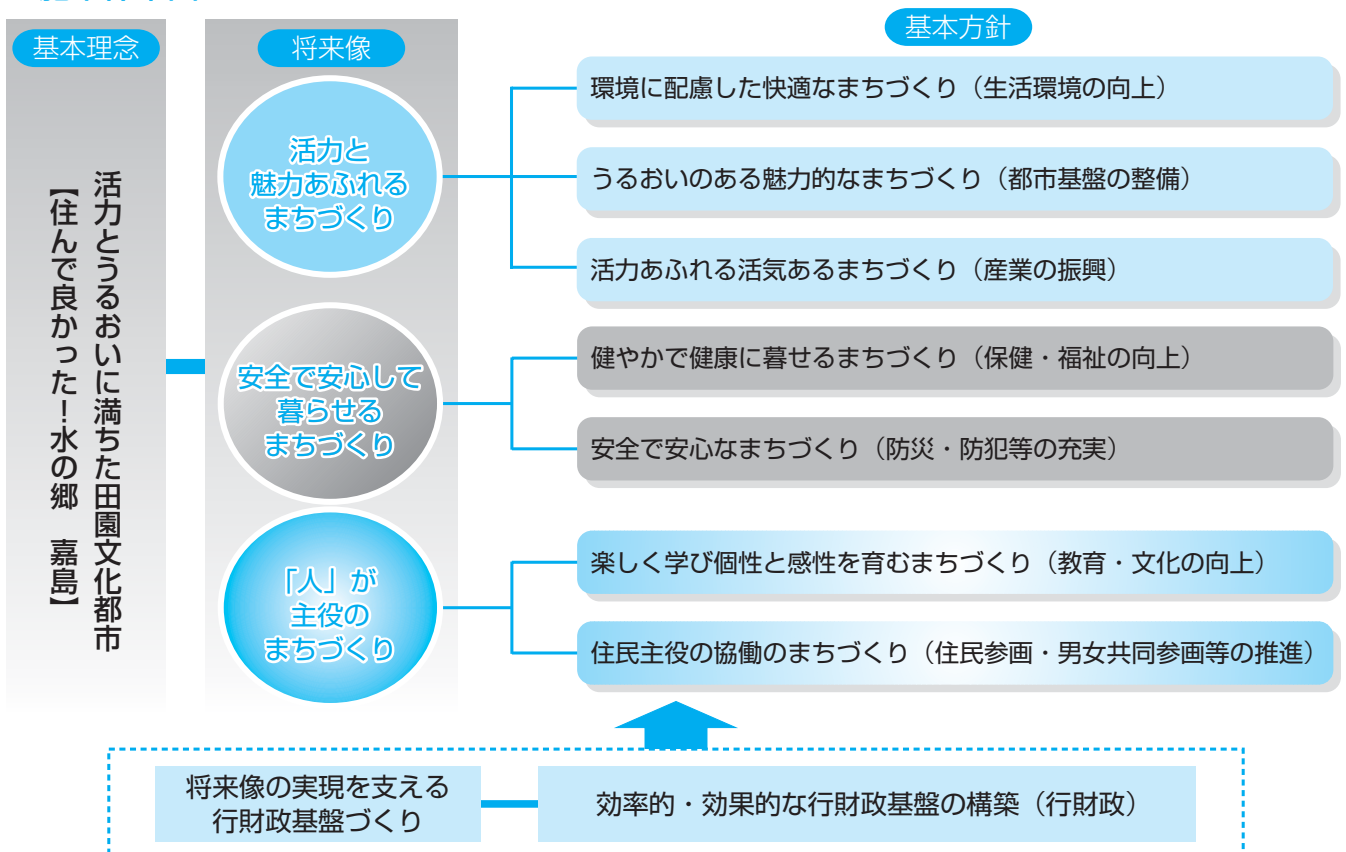 基本理念
活力とうるおいに満ちた田園文化都市
【住んで良かった！水の郷　嘉島】
将来像
活力と
魅力あふれる
まちづくり
安全で安心して
暮らせる
まちづくり
「人」が
主役の
まちづくり
基本方針
環境に配慮した快適なまちづくり（生活環境の向上）
うるおいのある魅力的なまちづくり（都市基盤の整備）
活力あふれる活気あるまちづくり（産業の振興）
健やかで健康に暮せるまちづくり（保健・福祉の向上）
安全で安心なまちづくり（防災・防犯等の充実）
楽しく学び個性と感性を育むまちづくり（教育・文化の向上）
住民主役の協働のまちづくり（住民参画・男女共同参画等の推進）
将来像の実現を支える
行財政基盤づくり
効率的・効果的な行財政基盤の構築（行財政）